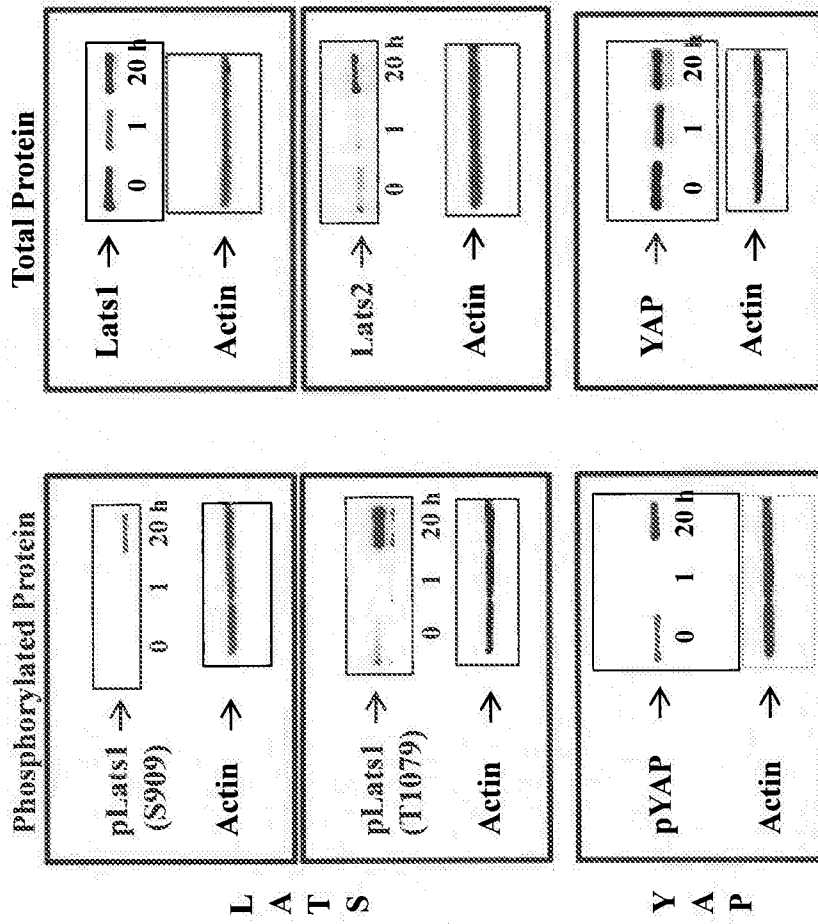 Phosphorylated Protein
Total Protein
L
A
T
S
pLats1 →
(S909)
0 1 20 h
Actin →
Lats1 →
0 1 20 h
Actin →
pLats1 →
(T1079)
0 1 20 h
Actin →
Lats2 →
0 1 20 h
Actin →
Y
A
P
pYAP →
0 1 20 h
Actin →
YAP →
0 1 20 h
Actin →